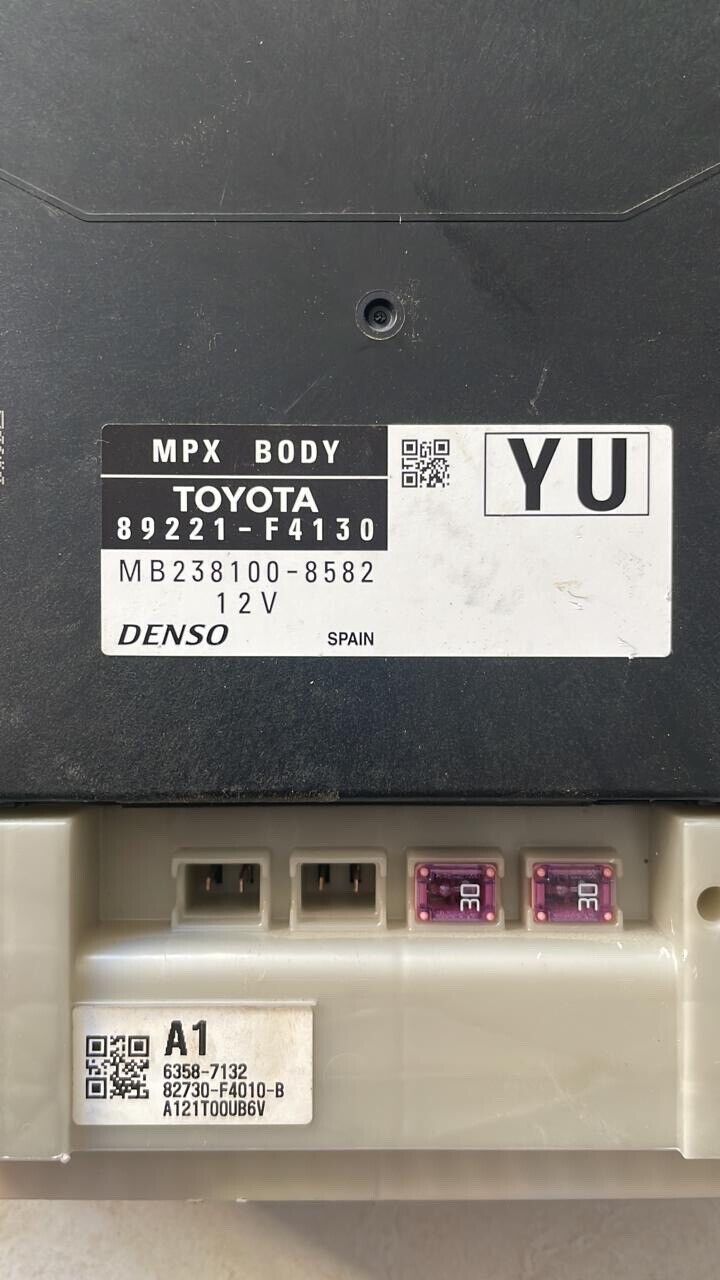 MPX BODY
TOYOTA
89221-F4130
MB238100-8582
12V
DENSO SPAIN
YU
30 30
A1
6358-7132
82730-F4010-B
A121T00UB6V